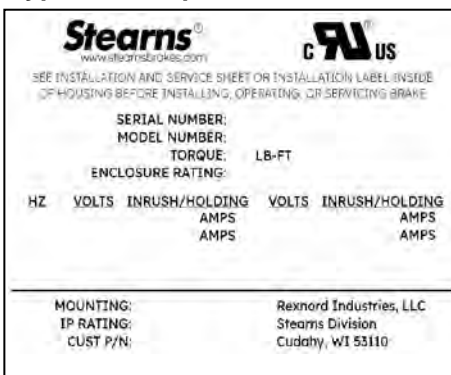 Stearns®
www.stearnsbrakes.com
C RU® US
SEE INSTALLATION AND SERVICE SHEET OR INSTALLATION LABEL INSIDE
OF HOUSING BEFORE INSTALLING, OPERATING, OR SERVICING BRAKE
SERIAL NUMBER:
MODEL NUMBER:
TORQUE: LB-FT
ENCLOSURE RATING:
HZ VOLTS INRUSH/HOLDING VOLTS INRUSH/HOLDING
AMPS AMPS
AMPS AMPS
MOUNTING: Rexnord Industries, LLC
IP RATING: Stearns Division
CUST P/N: Cudahy, WI 53110